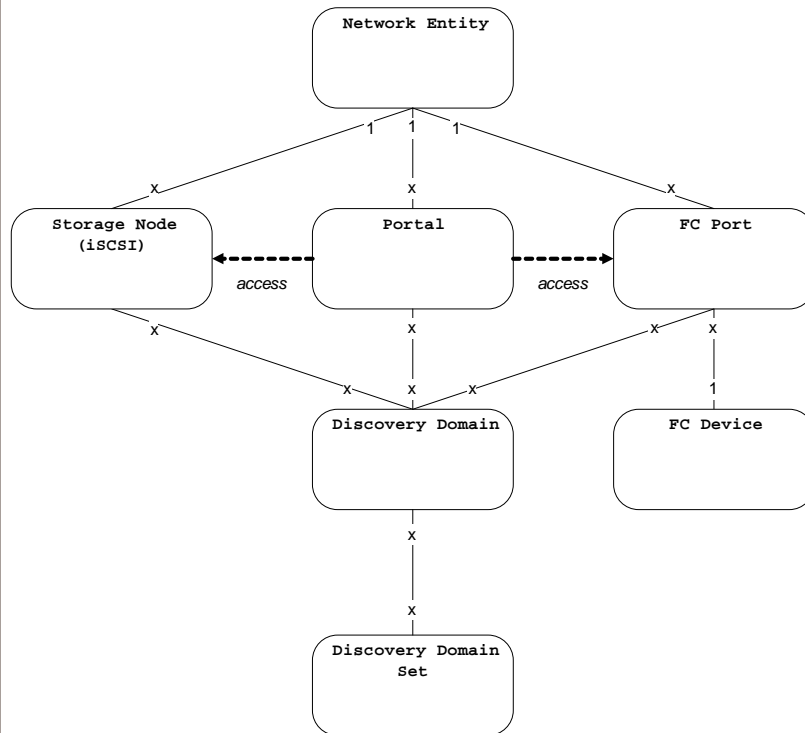 Network Entity
1 1 1
x x x
Storage Node
(iSCSI)
Portal
FC Port
access access
x x x x
x x x 1
Discovery Domain
FC Device
x
x
Discovery Domain
Set